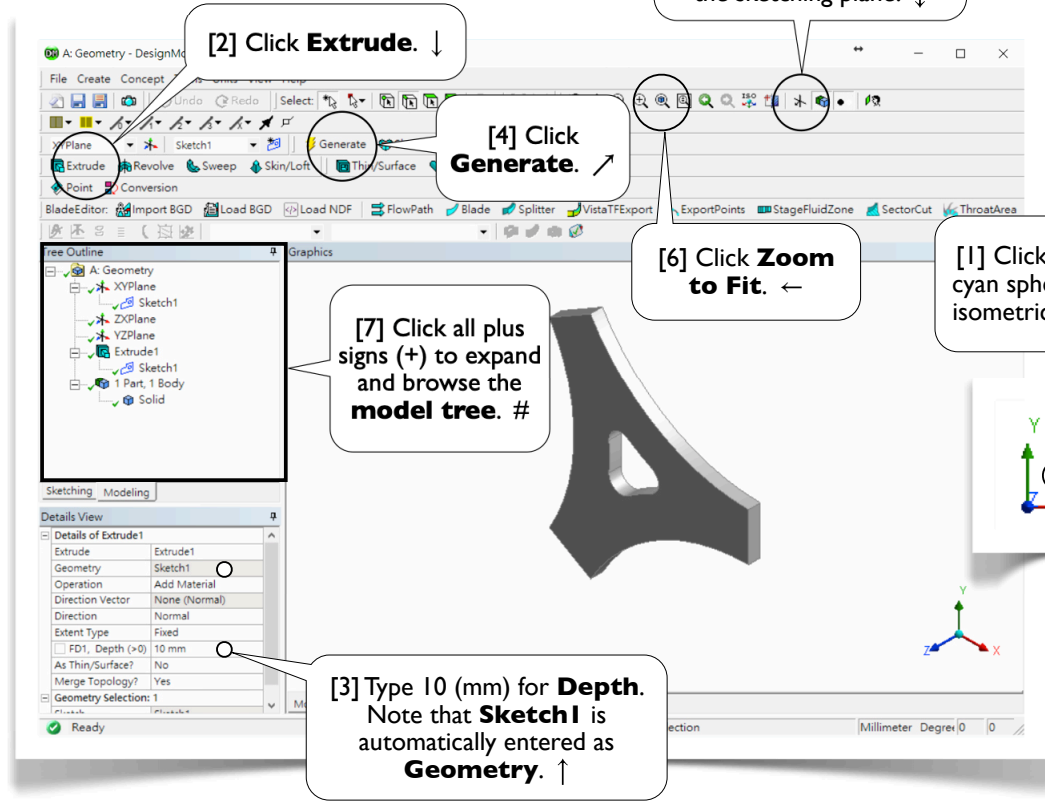 the sketching plane. ↓
[2] Click Extrude. ↓
A: Geometry - DesignMo
File Create Concept Tools Units View Help
Undo Redo Select:
ISO
XYPlane Sketch1 Generate
[4] Click
Generate. ↗
Extrude Revolve Sweep Skin/Loft Thin/Surface
Point Conversion
BladeEditor: Import BGD Load BGD Load NDF FlowPath Blade Splitter VistaTFExport ExportPoints StageFluidZone SectorCut ThroatArea
[6] Click Zoom
to Fit. ←
[1] Click
cyan sphe
isometric
Tree Outline
Graphics
A: Geometry
XYPlane
Sketch1
ZXPlane
YZPlane
Extrude1
Sketch1
1 Part, 1 Body
Solid
[7] Click all plus
signs (+) to expand
and browse the
model tree. #
Y
Z
Sketching Modeling
Details View
Details of Extrude1
Extrude Extrude1
Geometry Sketch1
Operation Add Material
Direction Vector None (Normal)
Direction Normal
Extent Type Fixed
FD1, Depth (>0) 10 mm
As Thin/Surface? No
Merge Topology? Yes
Geometry Selection: 1
Sketch Sketch1
Y
Z X
[3] Type 10 (mm) for Depth.
Note that Sketch1 is
automatically entered as
Geometry. ↑
Ready
ection
Millimeter Degree 0 0